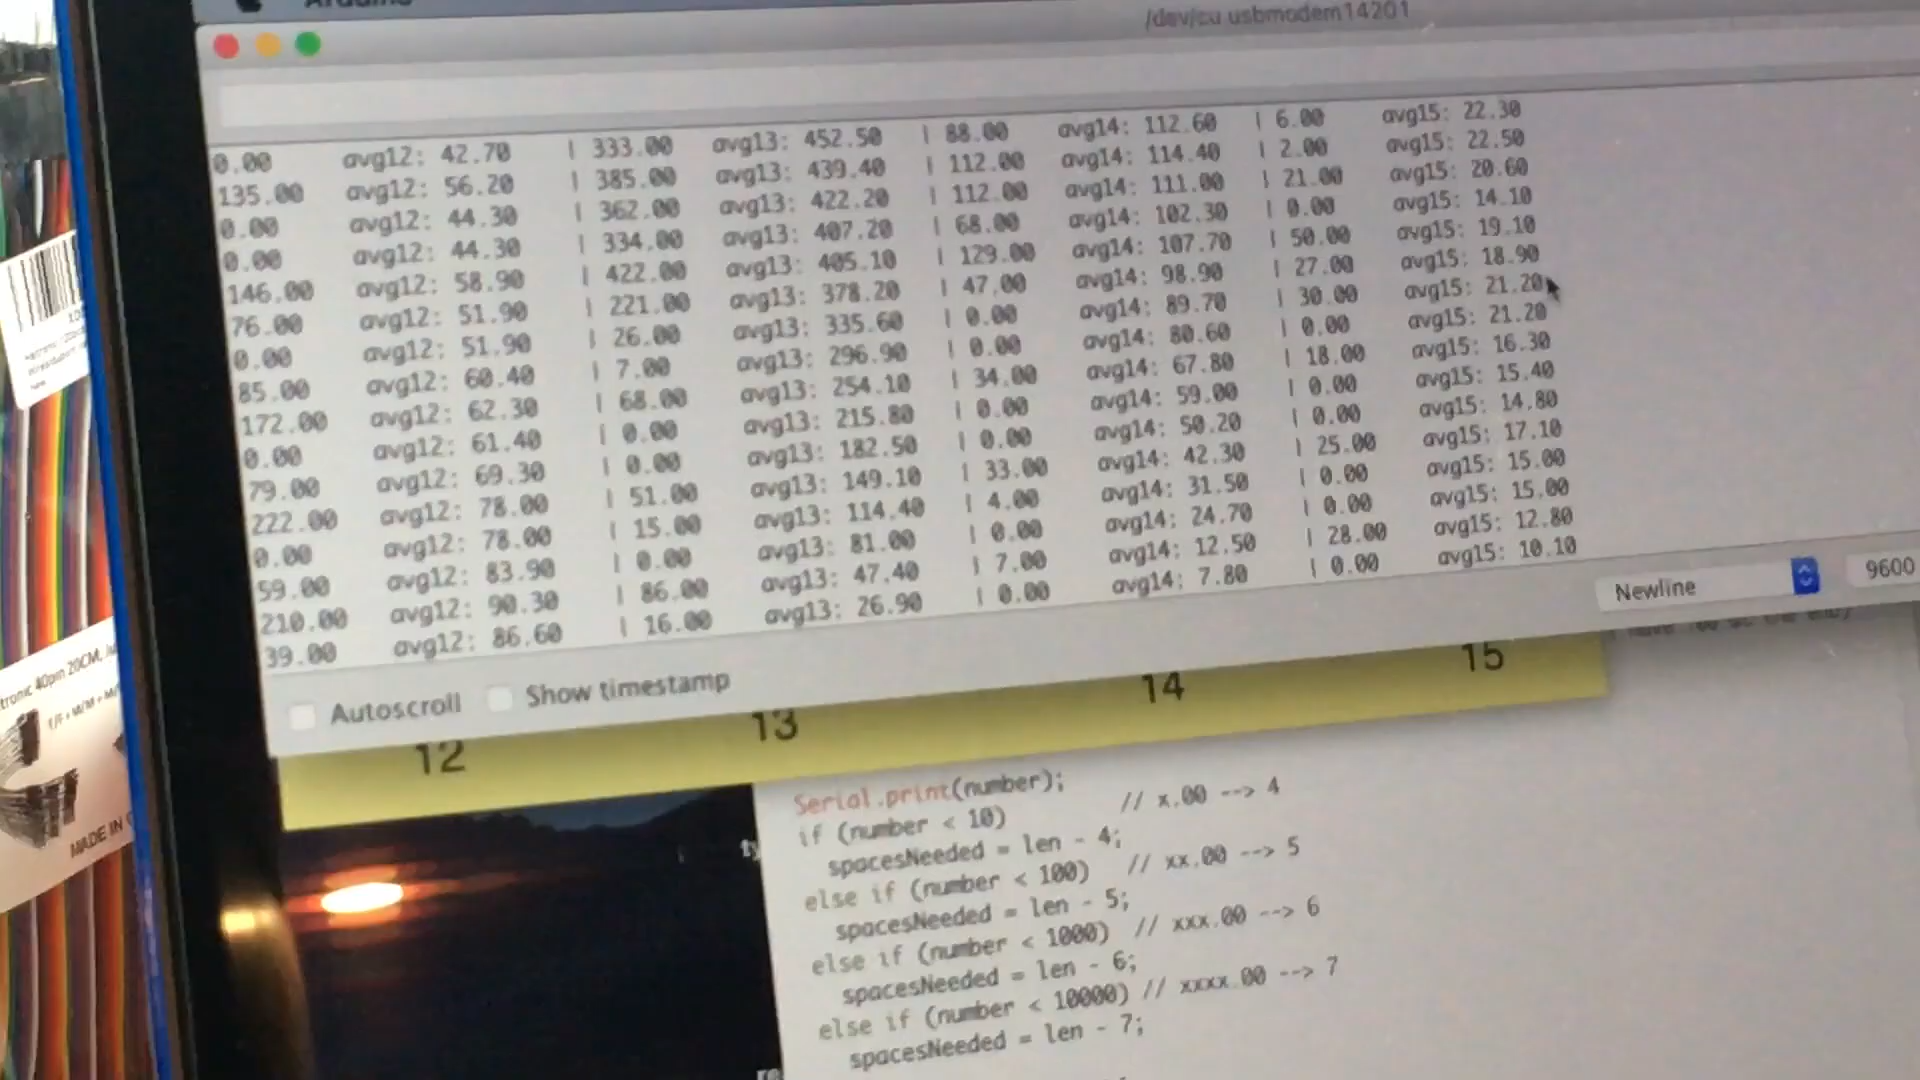 Arduino
/dev/cu.usbmodem14201
0.00 avg12: 42.70 | 333.00 avg13: 452.50 | 88.00 avg14: 112.60 | 6.00 avg15: 22.30
135.00 avg12: 56.20 | 385.00 avg13: 439.40 | 112.00 avg14: 114.40 | 2.00 avg15: 22.50
0.00 avg12: 44.30 | 362.00 avg13: 422.20 | 112.00 avg14: 111.00 | 21.00 avg15: 20.60
0.00 avg12: 44.30 | 334.00 avg13: 407.20 | 68.00 avg14: 102.30 | 0.00 avg15: 14.10
146.00 avg12: 58.90 | 422.00 avg13: 405.10 | 129.00 avg14: 107.70 | 50.00 avg15: 19.10
76.00 avg12: 51.90 | 221.00 avg13: 378.20 | 47.00 avg14: 98.90 | 27.00 avg15: 18.90
0.00 avg12: 51.90 | 26.00 avg13: 335.60 | 0.00 avg14: 89.70 | 30.00 avg15: 21.20
85.00 avg12: 60.40 | 7.00 avg13: 296.90 | 0.00 avg14: 80.60 | 0.00 avg15: 21.20
172.00 avg12: 62.30 | 68.00 avg13: 254.10 | 34.00 avg14: 67.80 | 18.00 avg15: 16.30
0.00 avg12: 61.40 | 0.00 avg13: 215.80 | 0.00 avg14: 59.00 | 0.00 avg15: 15.40
79.00 avg12: 69.30 | 0.00 avg13: 182.50 | 0.00 avg14: 50.20 | 0.00 avg15: 14.80
222.00 avg12: 78.00 | 51.00 avg13: 149.10 | 33.00 avg14: 42.30 | 25.00 avg15: 17.10
0.00 avg12: 78.00 | 15.00 avg13: 114.40 | 4.00 avg14: 31.50 | 0.00 avg15: 15.00
59.00 avg12: 83.90 | 0.00 avg13: 81.00 | 0.00 avg14: 24.70 | 0.00 avg15: 15.00
210.00 avg12: 90.30 | 86.00 avg13: 47.40 | 7.00 avg14: 12.50 | 28.00 avg15: 12.80
39.00 avg12: 86.60 | 16.00 avg13: 26.90 | 0.00 avg14: 7.80 | 0.00 avg15: 10.10
Autoscroll Show timestamp Newline 9600
12 13 14 15
Serial.print(number);
if (number < 10) // x.00 --> 4
spacesNeeded = len - 4;
else if (number < 100) // xx.00 --> 5
spacesNeeded = len - 5;
else if (number < 1000) // xxx.00 --> 6
spacesNeeded = len - 6;
else if (number < 10000) // xxxx.00 --> 7
spacesNeeded = len - 7;
40pin 20CM,
MADE IN